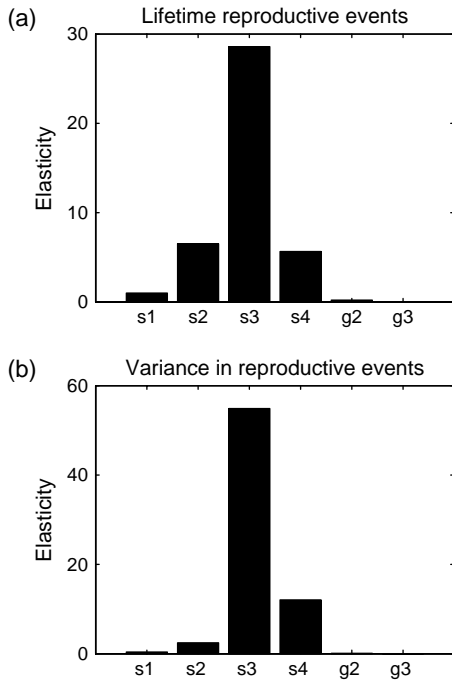 (a)
Lifetime reproductive events
30
20
10
0
Elasticity
s1 s2 s3 s4 g2 g3
(b)
Variance in reproductive events
60
40
20
0
Elasticity
s1 s2 s3 s4 g2 g3